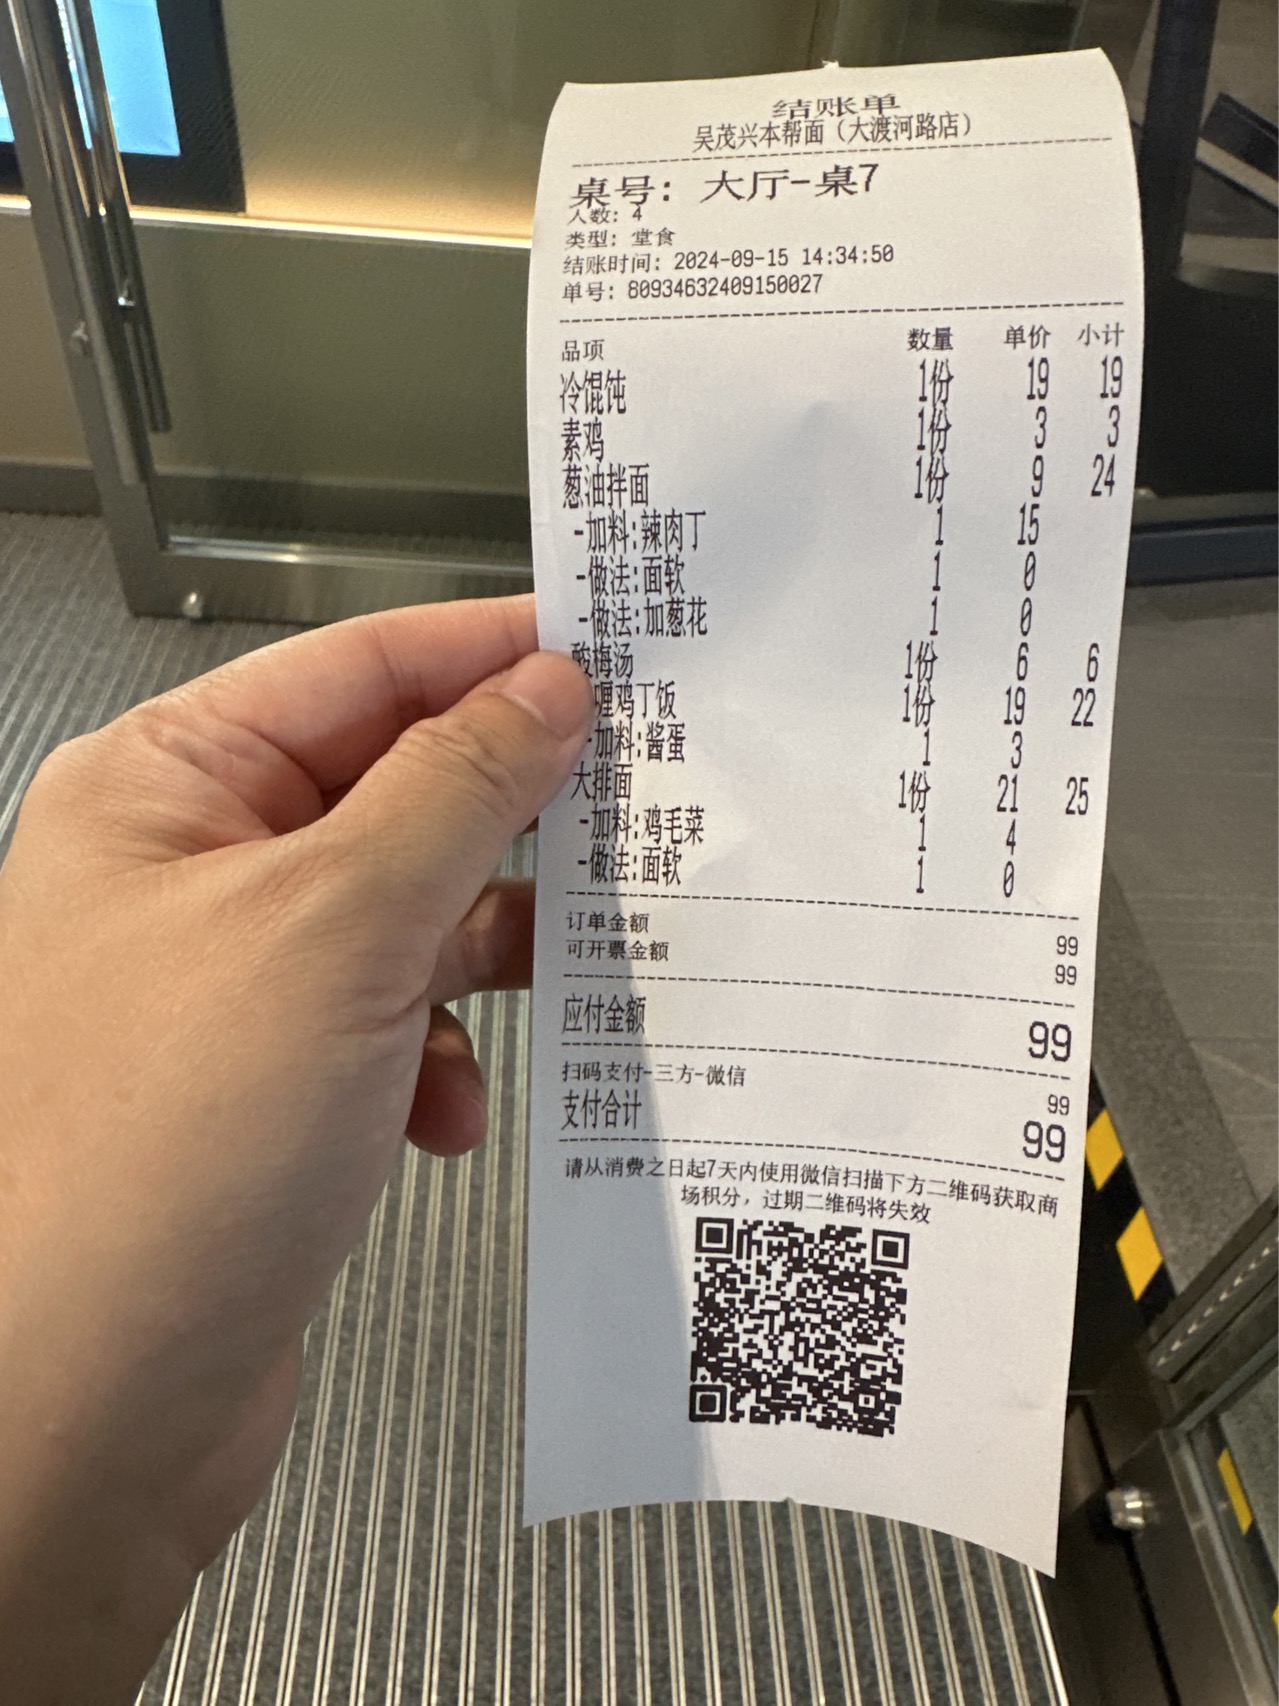 结账单
吴茂兴本帮面（大渡河路店）
桌号：大厅-桌7
人数：4
类型：堂食
结账时间：2024-09-15 14:34:50
单号：80934632409150027
品项 数量 单价 小计
冷馄饨 1份 19 19
素鸡 1份 3 3
葱油拌面 1份 9 24
-加料:辣肉丁 1 15
-做法:面软 1 0
-做法:加葱花 1 0
酸梅汤 1份 6 6
喱鸡丁饭 1份 19 22
-加料:酱蛋 1 3
大排面 1份 21 25
-加料:鸡毛菜 1 4
-做法:面软 1 0
订单金额 99
可开票金额 99
应付金额 99
扫码支付-三方-微信 99
支付合计 99
请从消费之日起7天内使用微信扫描下方二维码获取商
场积分，过期二维码将失效